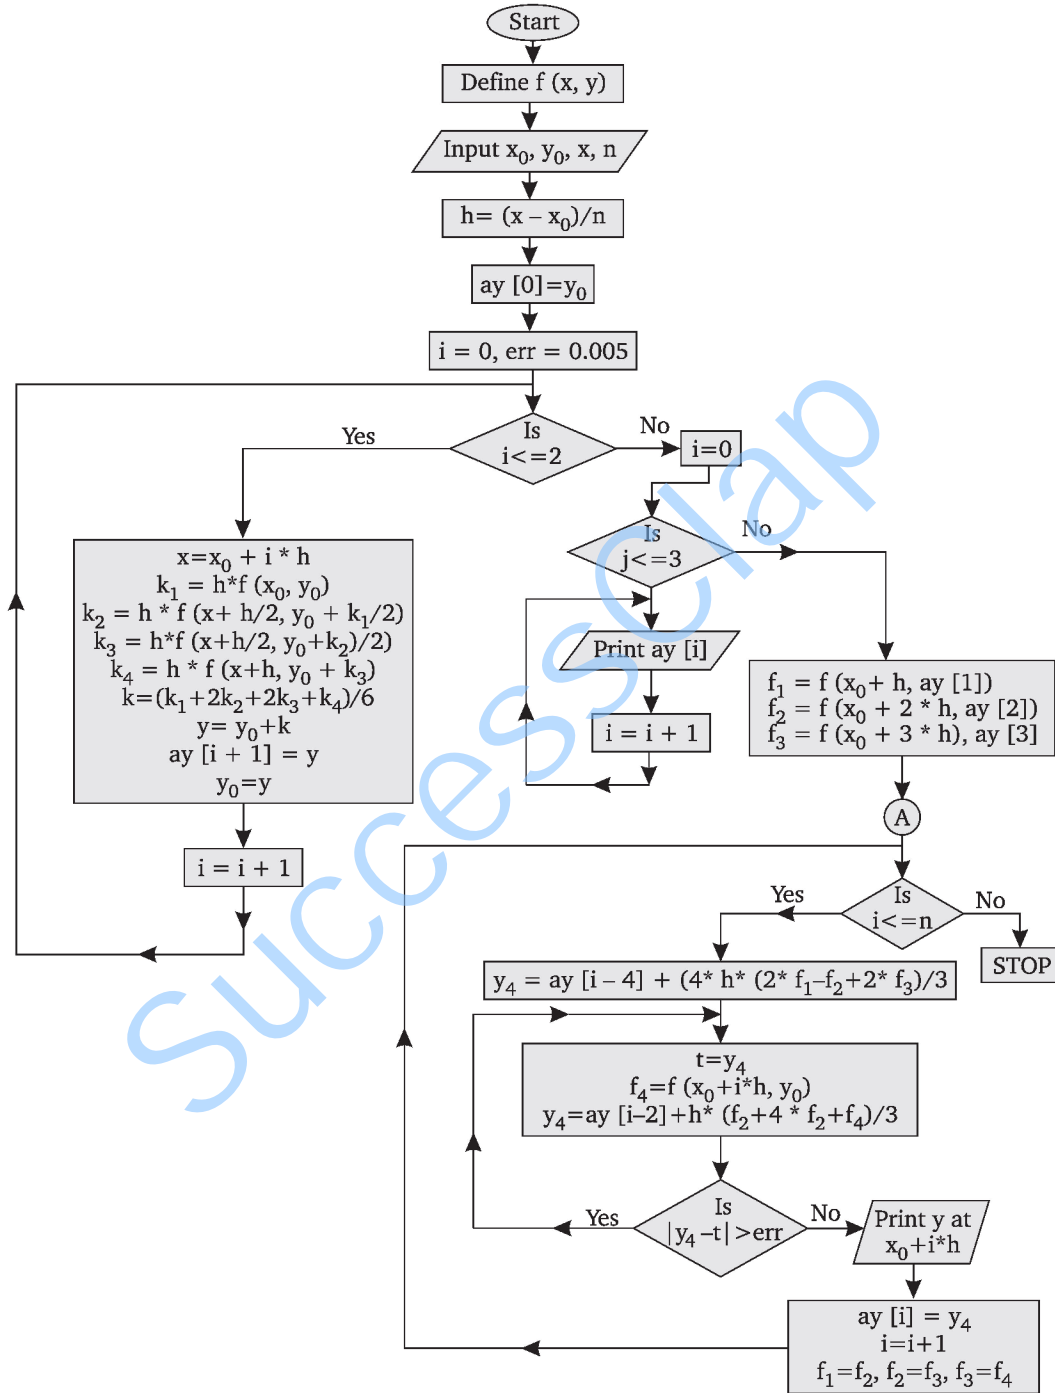 Start
Define f (x, y)
Input x₀, y₀, x, n
h= (x – x₀)/n
ay [0]=y₀
i = 0, err = 0.005
Is
i<=2
Yes
No
i=0
Is
j<=3
No
x=x₀ + i * h
k₁ = h*f (x₀, y₀)
k₂ = h * f (x+ h/2, y₀ + k₁/2)
k₃ = h*f (x+h/2, y₀+k₂)/2)
k₄ = h * f (x+h, y₀ + k₃)
k=(k₁+2k₂+2k₃+k₄)/6
y= y₀+k
ay [i + 1] = y
y₀=y
i = i + 1
Print ay [i]
i = i + 1
f₁ = f (x₀+ h, ay [1])
f₂ = f (x₀ + 2 * h, ay [2])
f₃ = f (x₀ + 3 * h), ay [3]
A
Is
i<=n
Yes
No
STOP
y₄ = ay [i – 4] + (4* h* (2* f₁–f₂+2* f₃)/3
t=y₄
f₄=f (x₀+i*h, y₀)
y₄=ay [i–2]+h* (f₂+4 * f₂+f₄)/3
Is
|y₄ –t| >err
Yes
No
Print y at
x₀+i*h
ay [i] = y₄
i=i+1
f₁=f₂, f₂=f₃, f₃=f₄
SuccessClap